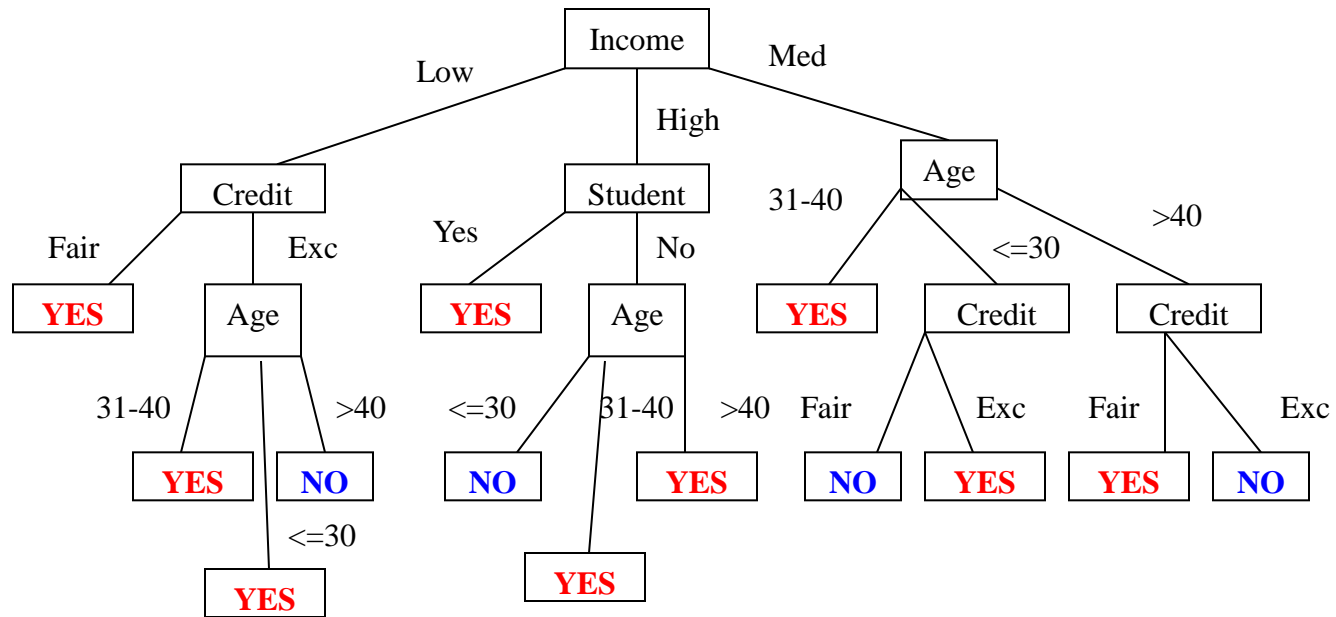 Income
Low
Med
High
Credit
Student
Age
31-40
>40
Fair
Exc
Yes
No
<=30
YES
Age
YES
Age
YES
Credit
Credit
31-40
>40
<=30
31-40
>40
Fair
Exc
Fair
Exc
YES
NO
NO
YES
NO
YES
YES
NO
<=30
YES
YES